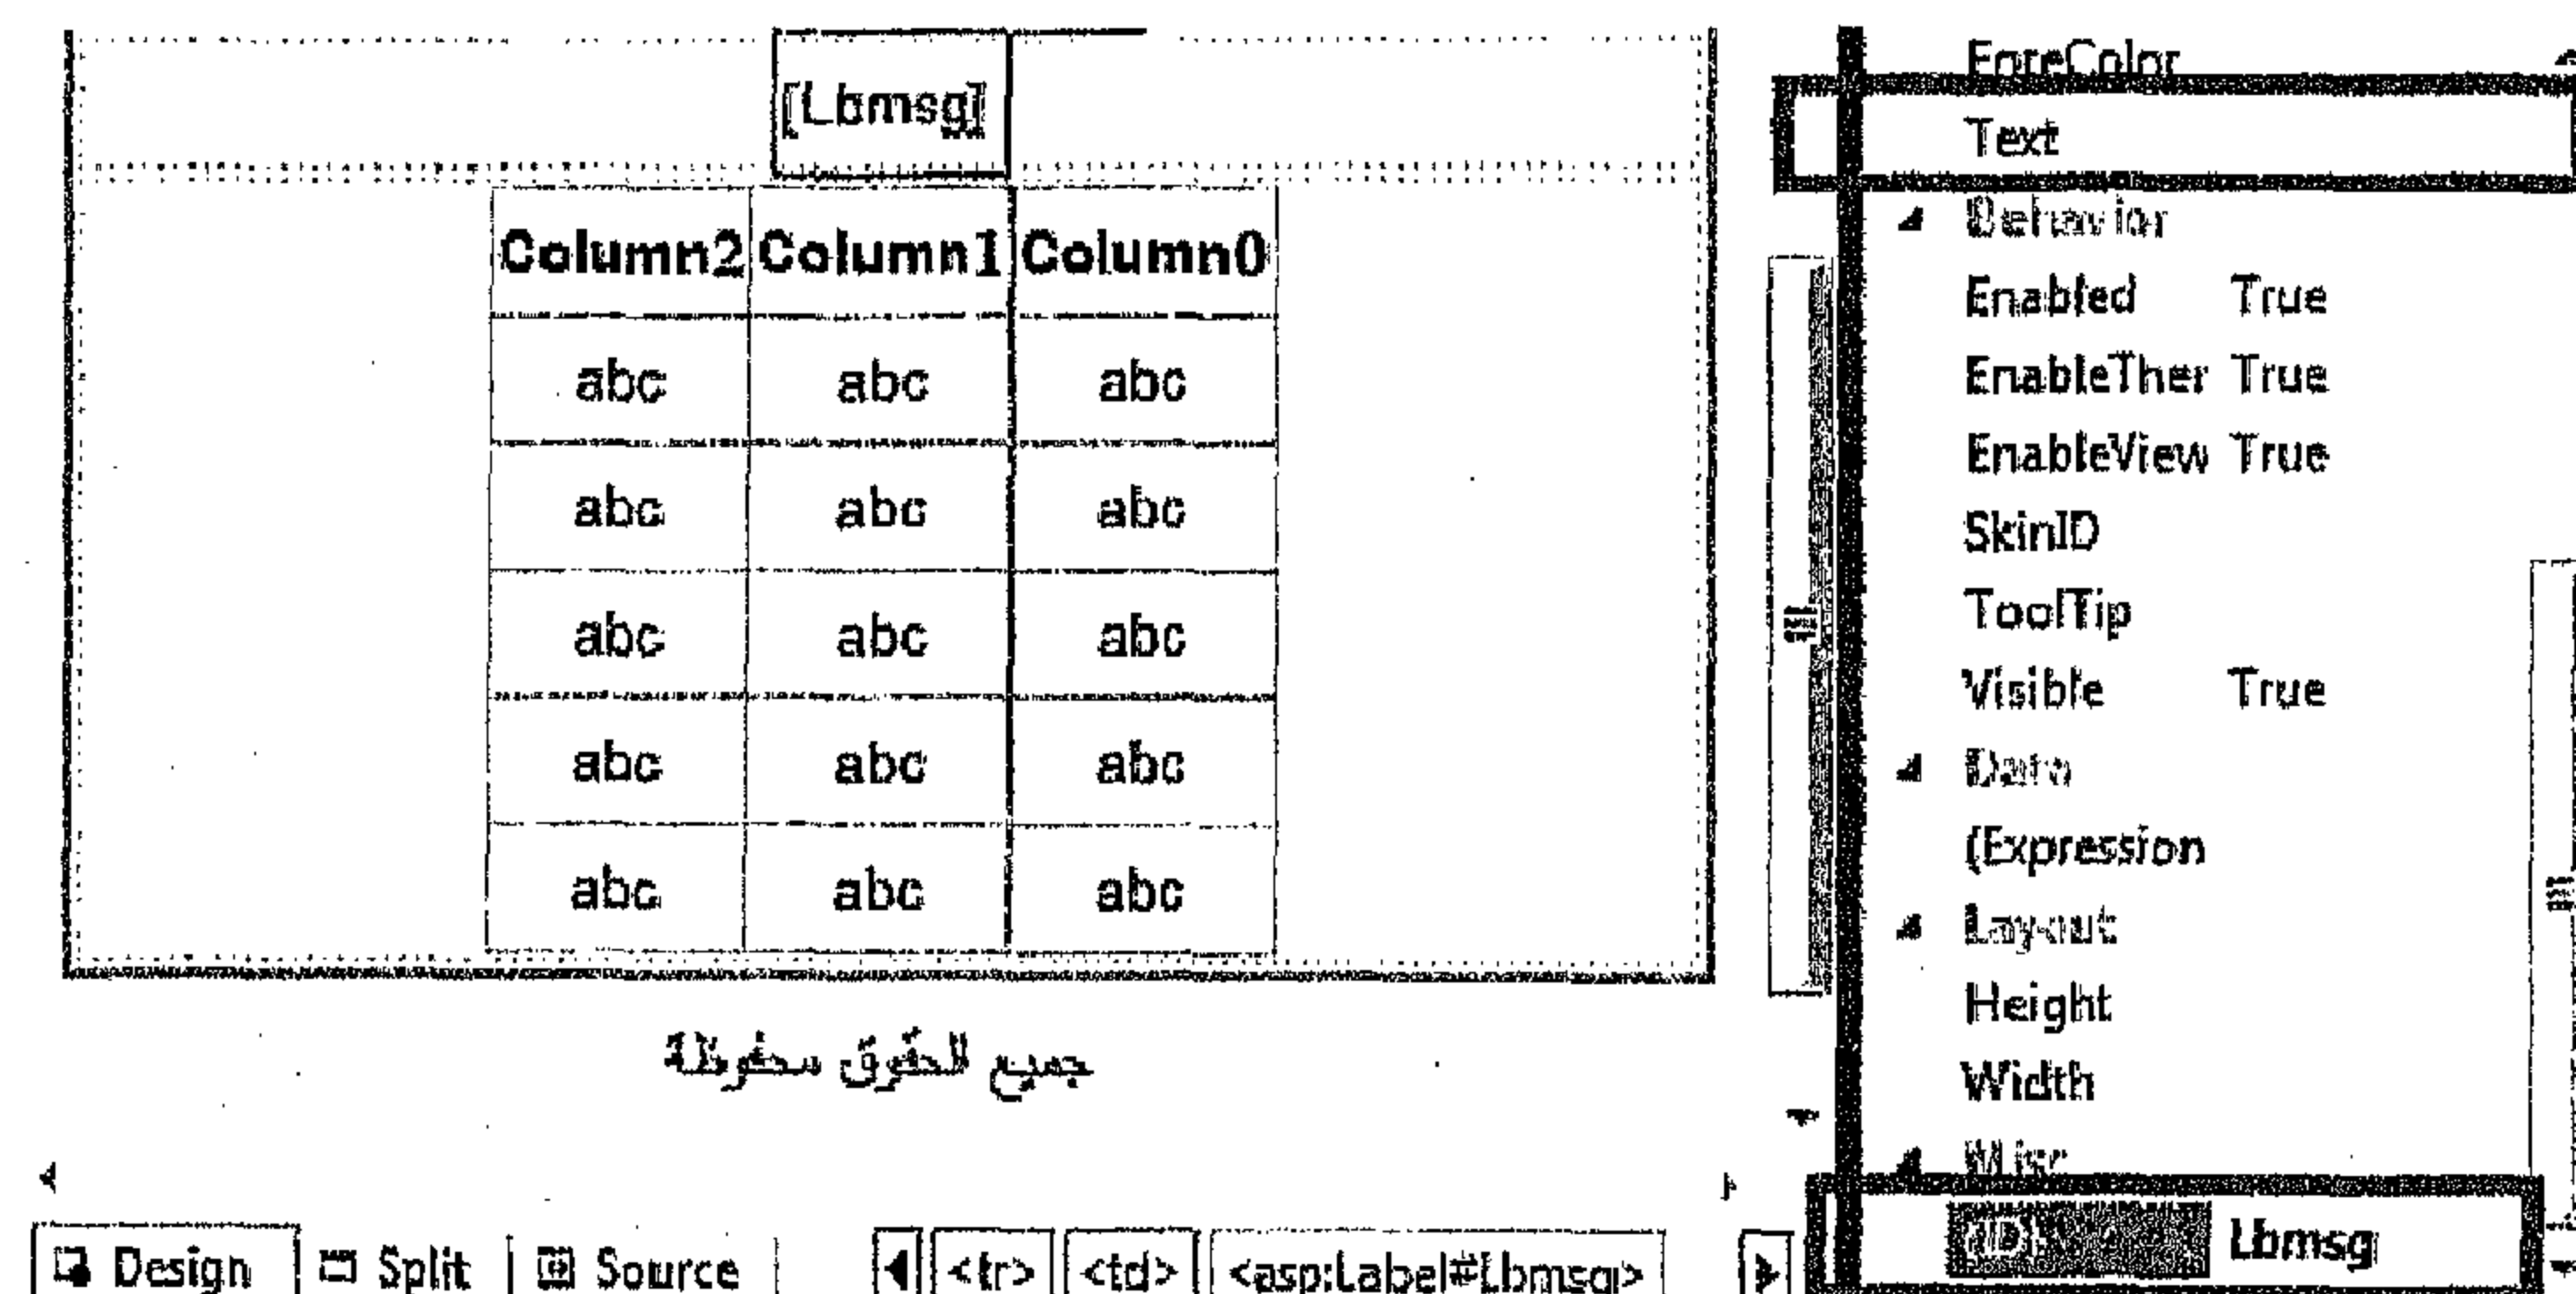 [Lbmsg]
Column2 Column1 Column0
abc abc abc
abc abc abc
abc abc abc
abc abc abc
abc abc abc
جميع الحقوق محفوظة
Design Split Source <tr> <td> <asp:Label#Lbmsg>
ForeColor
Text
Behavior
Enabled True
EnableTher True
EnableView True
SkinID
ToolTip
Visible True
Data
(Expression
Layout
Height
Width
Misc
(ID) Lbmsg